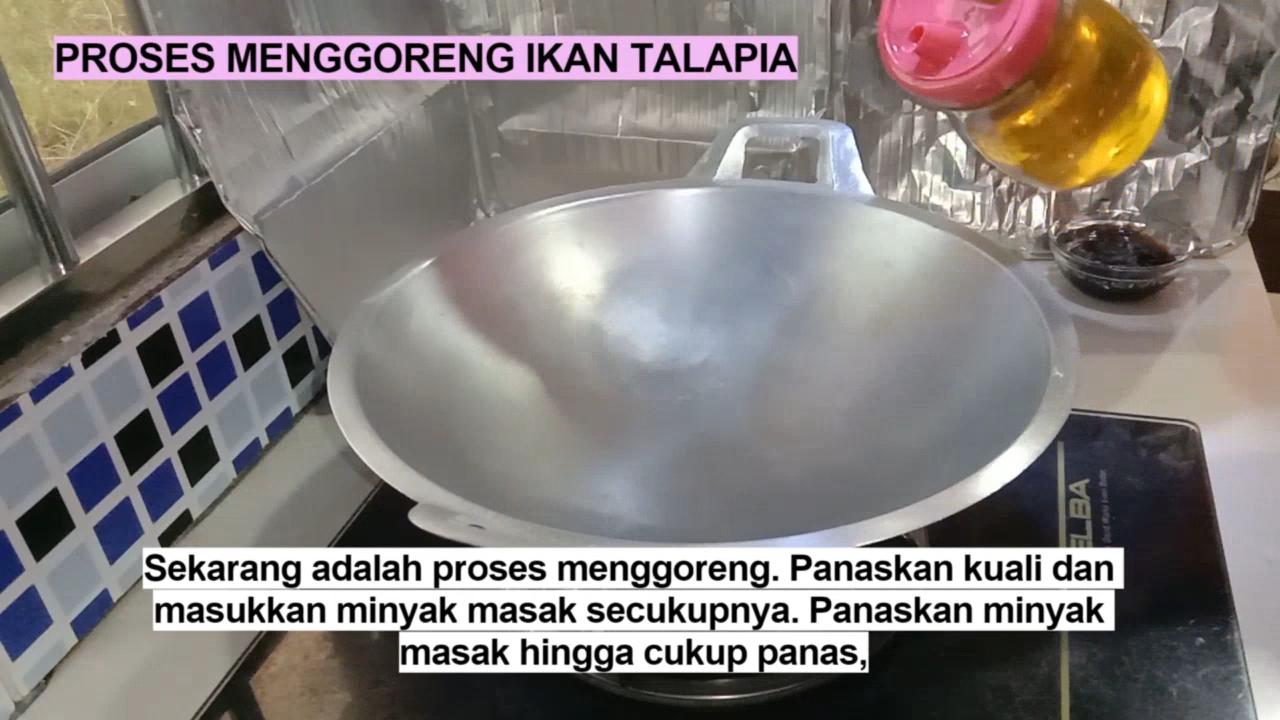 PROSES MENGGORENG IKAN TALAPIA
ELBA
Sekarang adalah proses menggoreng. Panaskan kuali dan
masukkan minyak masak secukupnya. Panaskan minyak
masak hingga cukup panas,